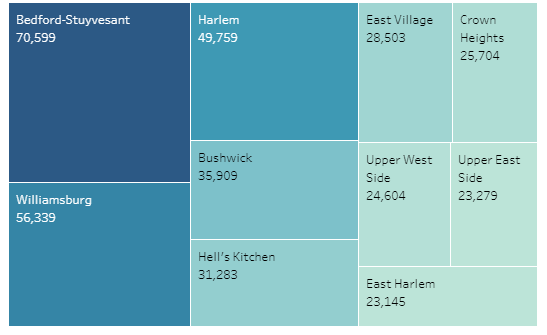 Bedford-Stuyvesant
70,599
Williamsburg
56,339
Harlem
49,759
Bushwick
35,909
Hell's Kitchen
31,283
East Village
28,503
Crown
Heights
25,704
Upper West
Side
24,604
Upper East
Side
23,279
East Harlem
23,145